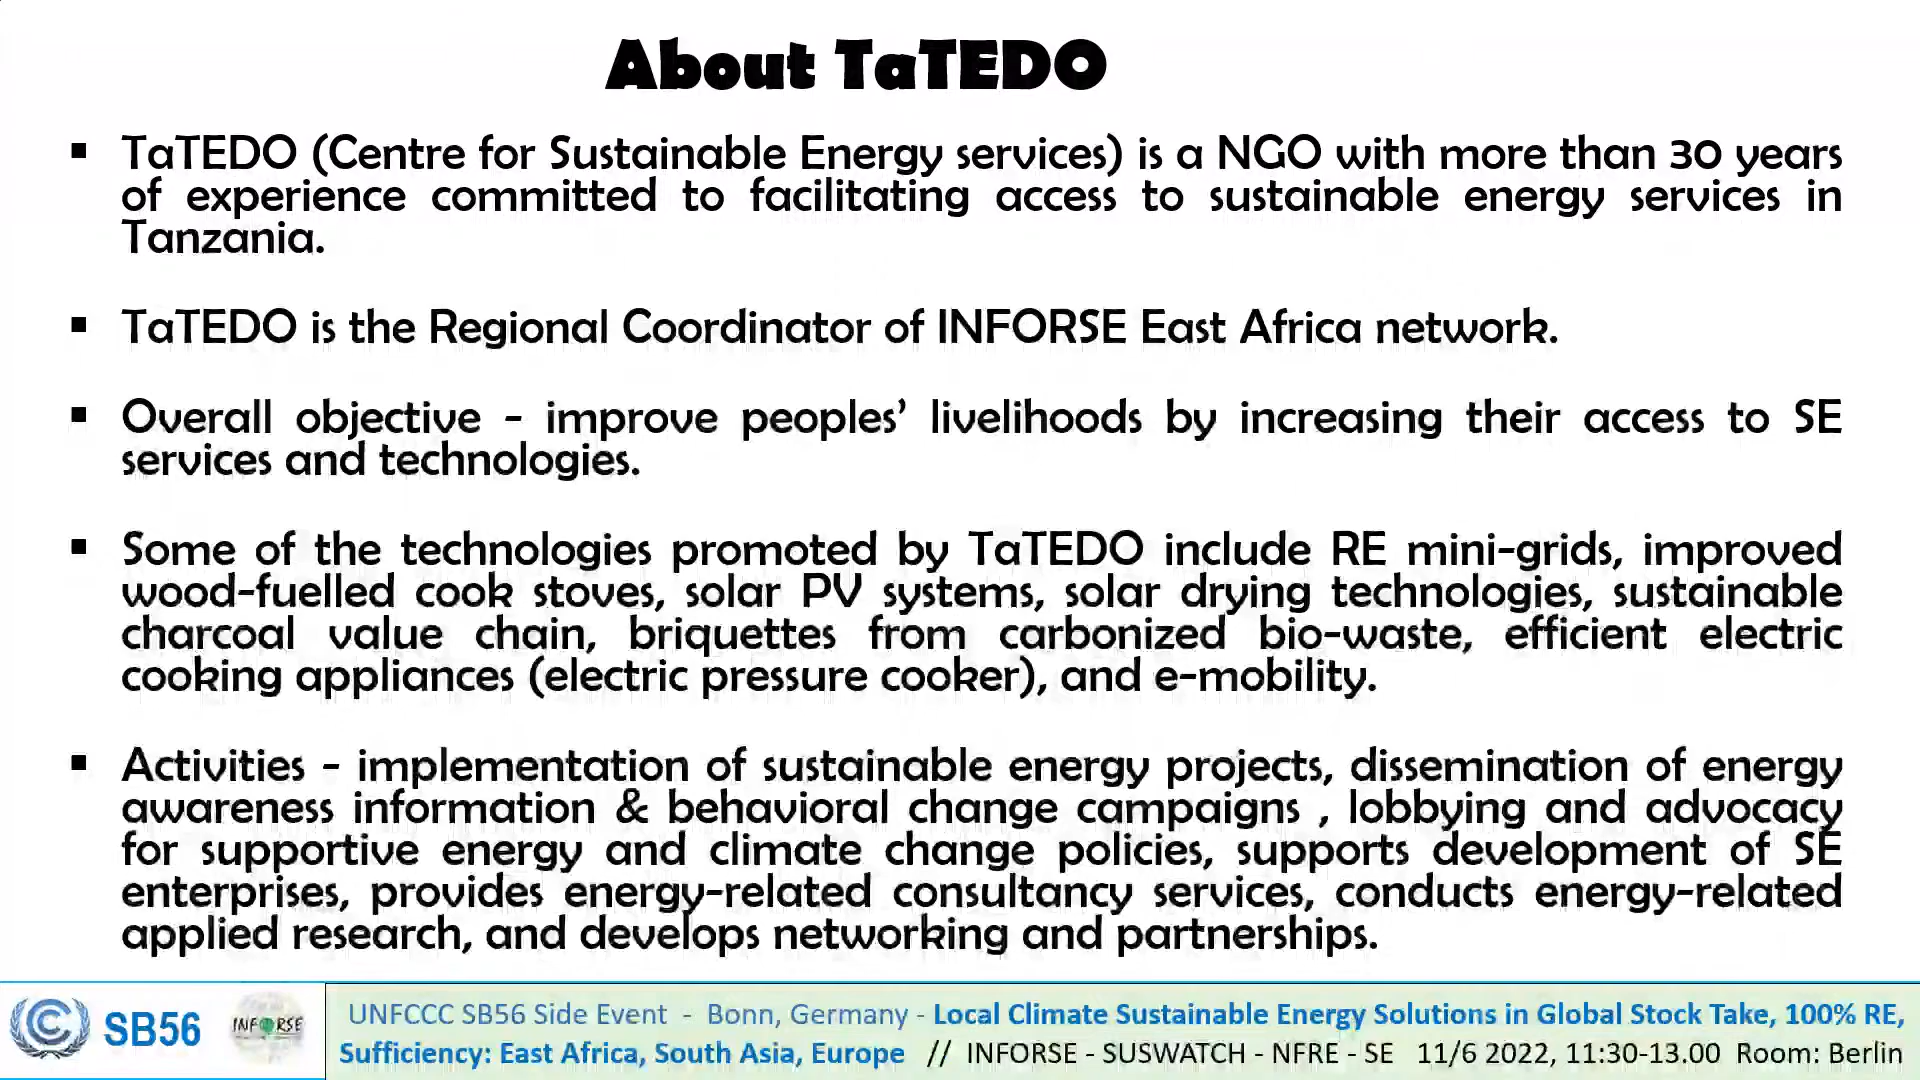 About TaTEDO
▪ TaTEDO (Centre for Sustainable Energy services) is a NGO with more than 30 years
of experience committed to facilitating access to sustainable energy services in
Tanzania.
▪ TaTEDO is the Regional Coordinator of INFORSE East Africa network.
▪ Overall objective - improve peoples’ livelihoods by increasing their access to SE
services and technologies.
▪ Some of the technologies promoted by TaTEDO include RE mini-grids, improved
wood-fuelled cook stoves, solar PV systems, solar drying technologies, sustainable
charcoal value chain, briquettes from carbonized bio-waste, efficient electric
cooking appliances (electric pressure cooker), and e-mobility.
▪ Activities - implementation of sustainable energy projects, dissemination of energy
awareness information & behavioral change campaigns , lobbying and advocacy
for supportive energy and climate change policies, supports development of SE
enterprises, provides energy-related consultancy services, conducts energy-related
applied research, and develops networking and partnerships.
SB56
INFORSE
UNFCCC SB56 Side Event - Bonn, Germany - Local Climate Sustainable Energy Solutions in Global Stock Take, 100% RE,
Sufficiency: East Africa, South Asia, Europe // INFORSE - SUSWATCH - NFRE - SE 11/6 2022, 11:30-13.00 Room: Berlin